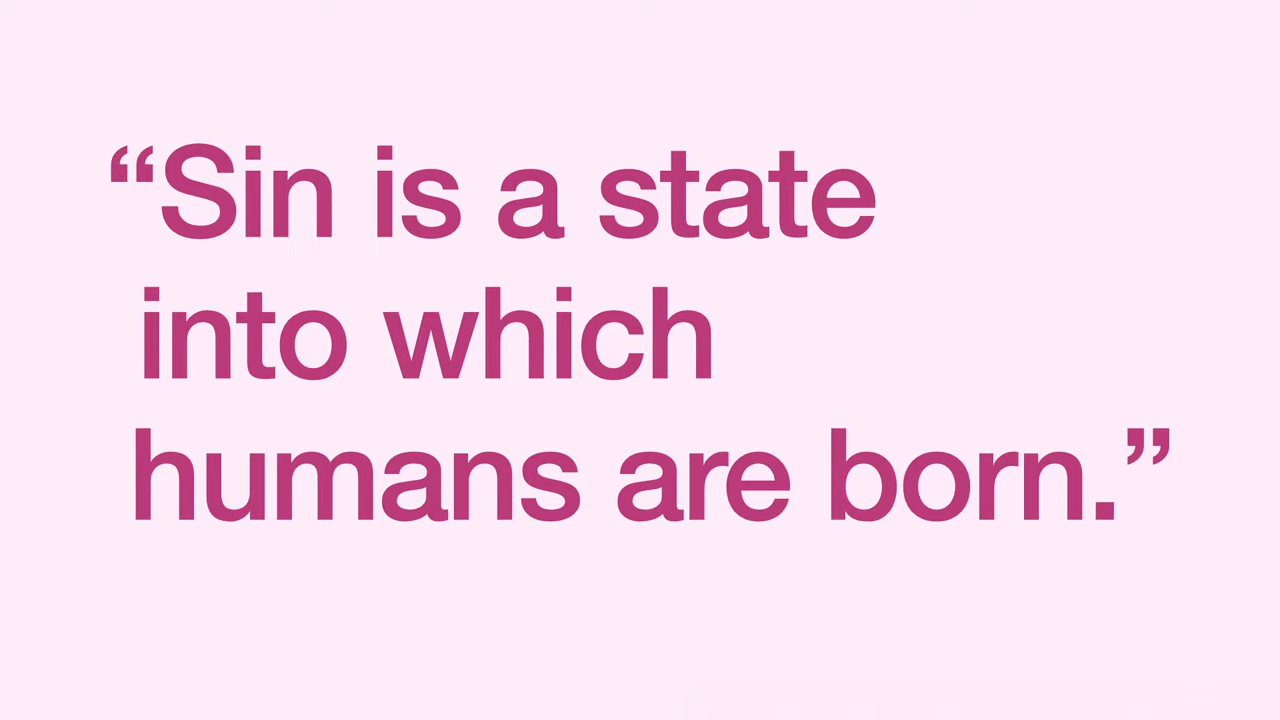 “Sin is a state
into which
humans are born.”